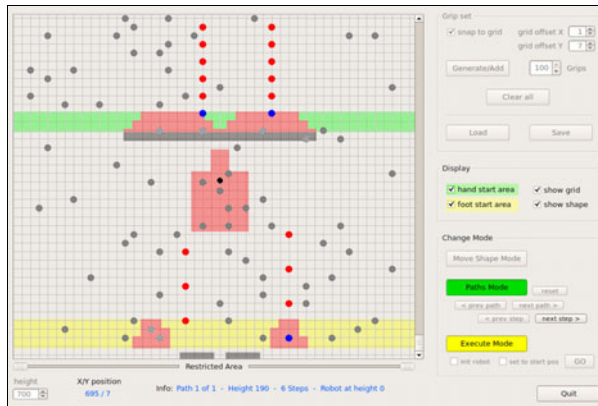 Grip set
snap to grid
grid offset X 1
grid offset Y 7
Generate/Add 100 Grips
Clear all
Load Save
Display
hand start area show grid
foot start area show shape
Change Mode
Move Shape Mode
Paths Mode reset
< prev path next path >
< prev step next step >
Execute Mode
init robot set to start pos GO
Restricted Area
height X/Y position
700 695 / 7
Info: Path 1 of 1 - Height 190 - 6 Steps - Robot at height 0
Quit